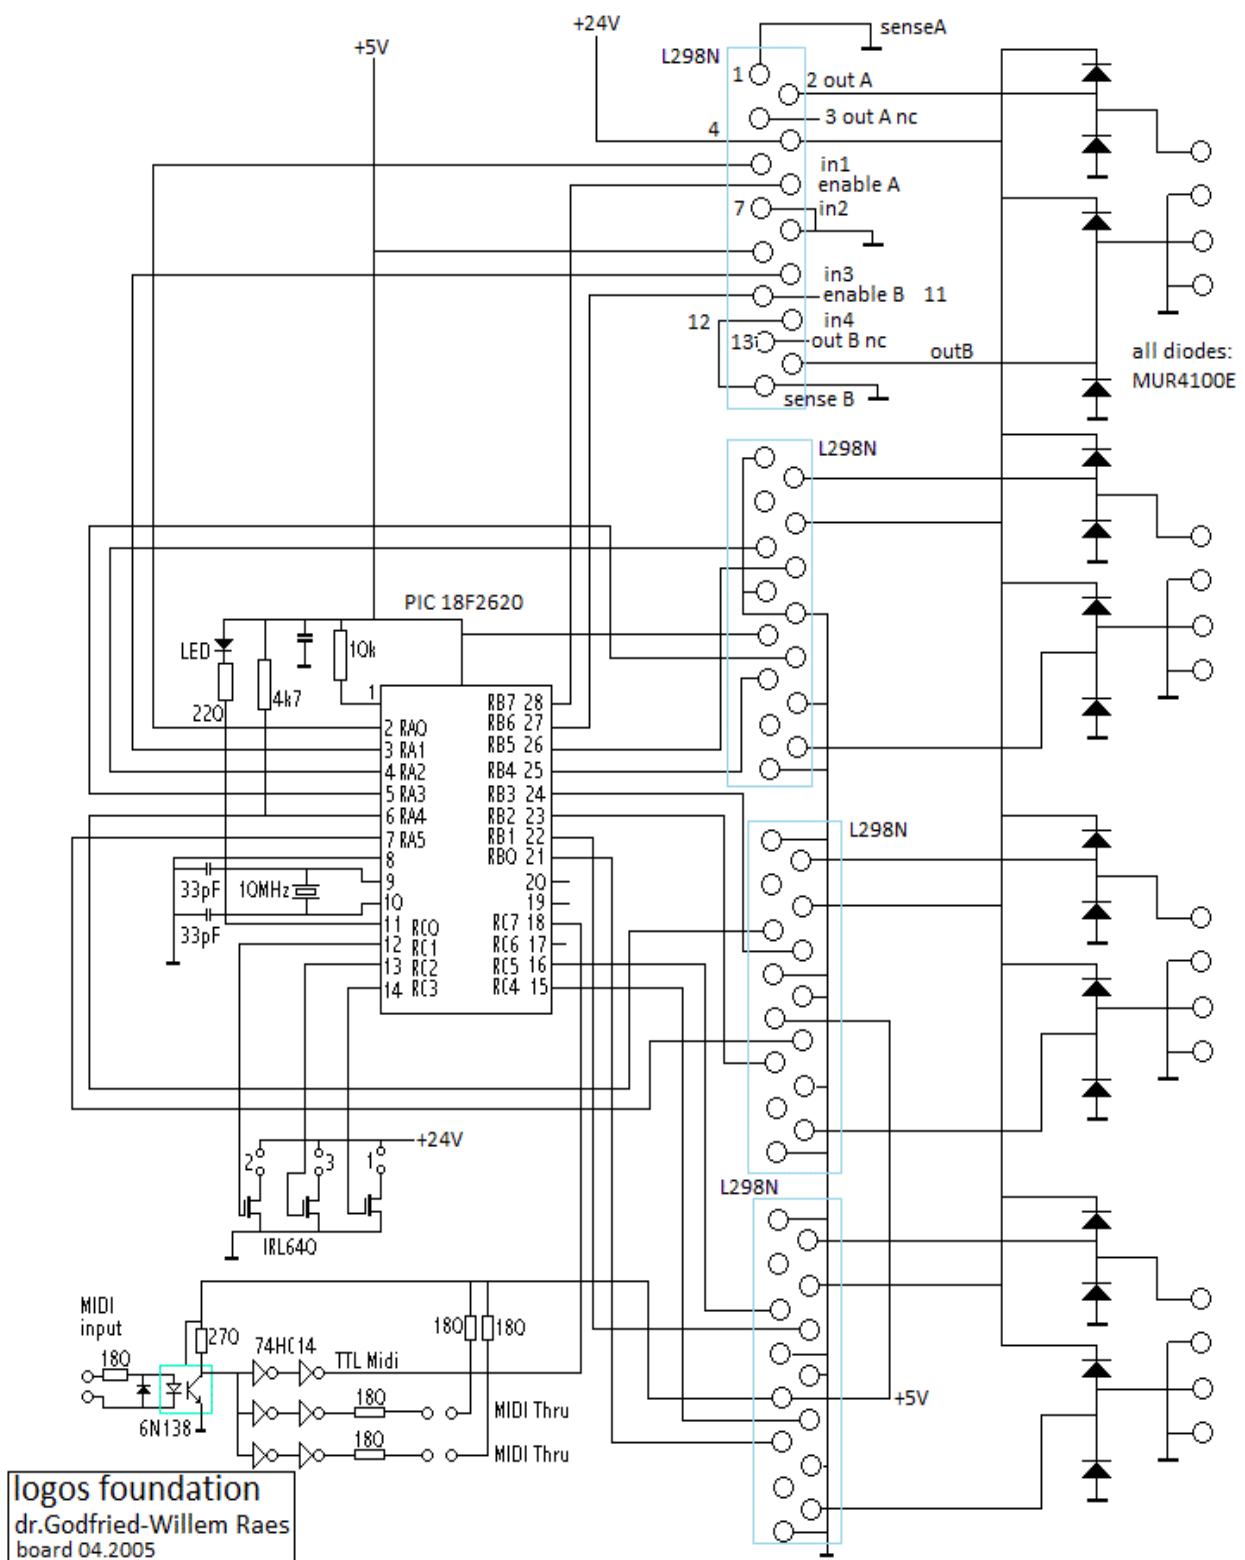 +24V
senseA
+5V
L298N
1
2 out A
3 out A nc
4
in1
enable A
7
in2
in3
enable B 11
12
in4
13
out B nc
outB
sense B
all diodes:
MUR4100E
L298N
PIC 18F2620
LED
10k
220
4k7
1
2 RA0
3 RA1
4 RA2
5 RA3
6 RA4
7 RA5
8
9
10
11 RC0
12 RC1
13 RC2
14 RC3
RB7 28
RB6 27
RB5 26
RB4 25
RB3 24
RB2 23
RB1 22
RB0 21
20
19
RC7 18
RC6 17
RC5 16
RC4 15
33pF
10MHz
33pF
L298N
+24V
2
3
1
IRL640
L298N
MIDI
input
180
270
74HC14
TTL Midi
180
180
6N138
180
MIDI Thru
180
MIDI Thru
+5V
logos foundation
dr.Godfried-Willem Raes
board 04.2005